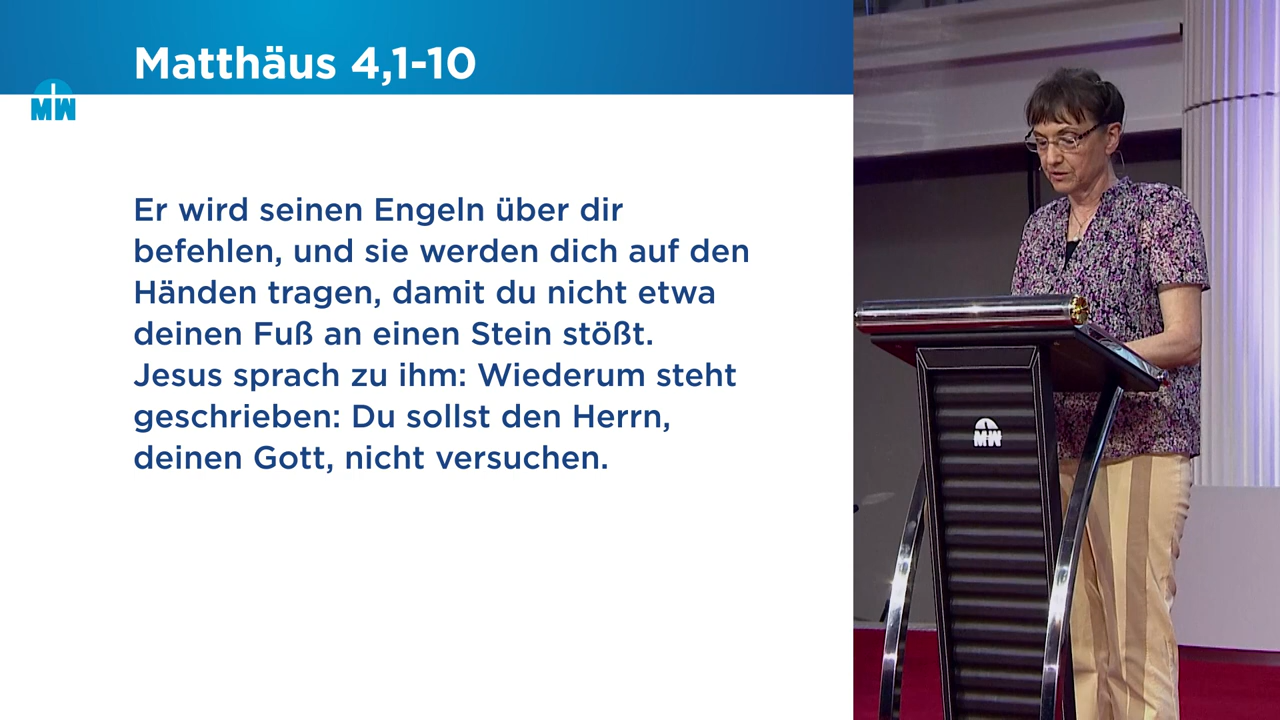 Matthäus 4,1-10
MW
Er wird seinen Engeln über dir
befehlen, und sie werden dich auf den
Händen tragen, damit du nicht etwa
deinen Fuß an einen Stein stößt.
Jesus sprach zu ihm: Wiederum steht
geschrieben: Du sollst den Herrn,
deinen Gott, nicht versuchen.
MW